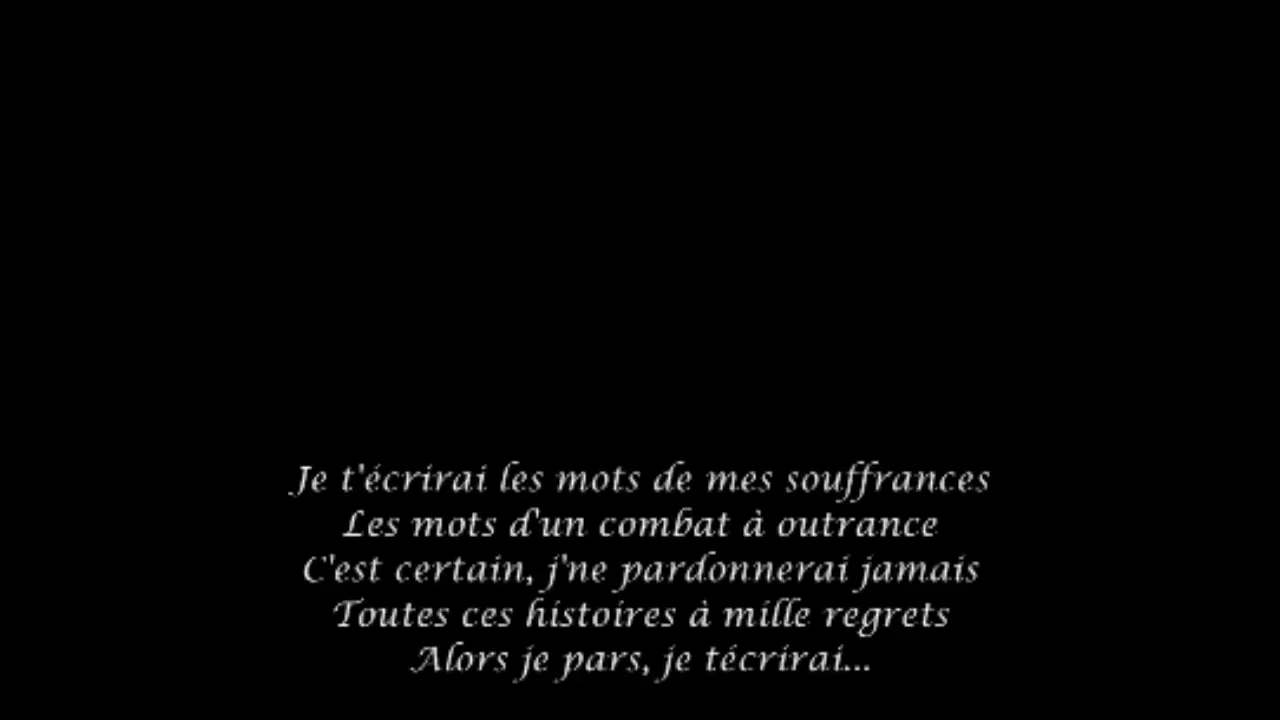 Je t'écrirai les mots de mes souffrances
Les mots d'un combat à outrance
C'est certain, j'ne pardonnerai jamais
Toutes ces histoires à mille regrets
Alors je pars, je técrirai...